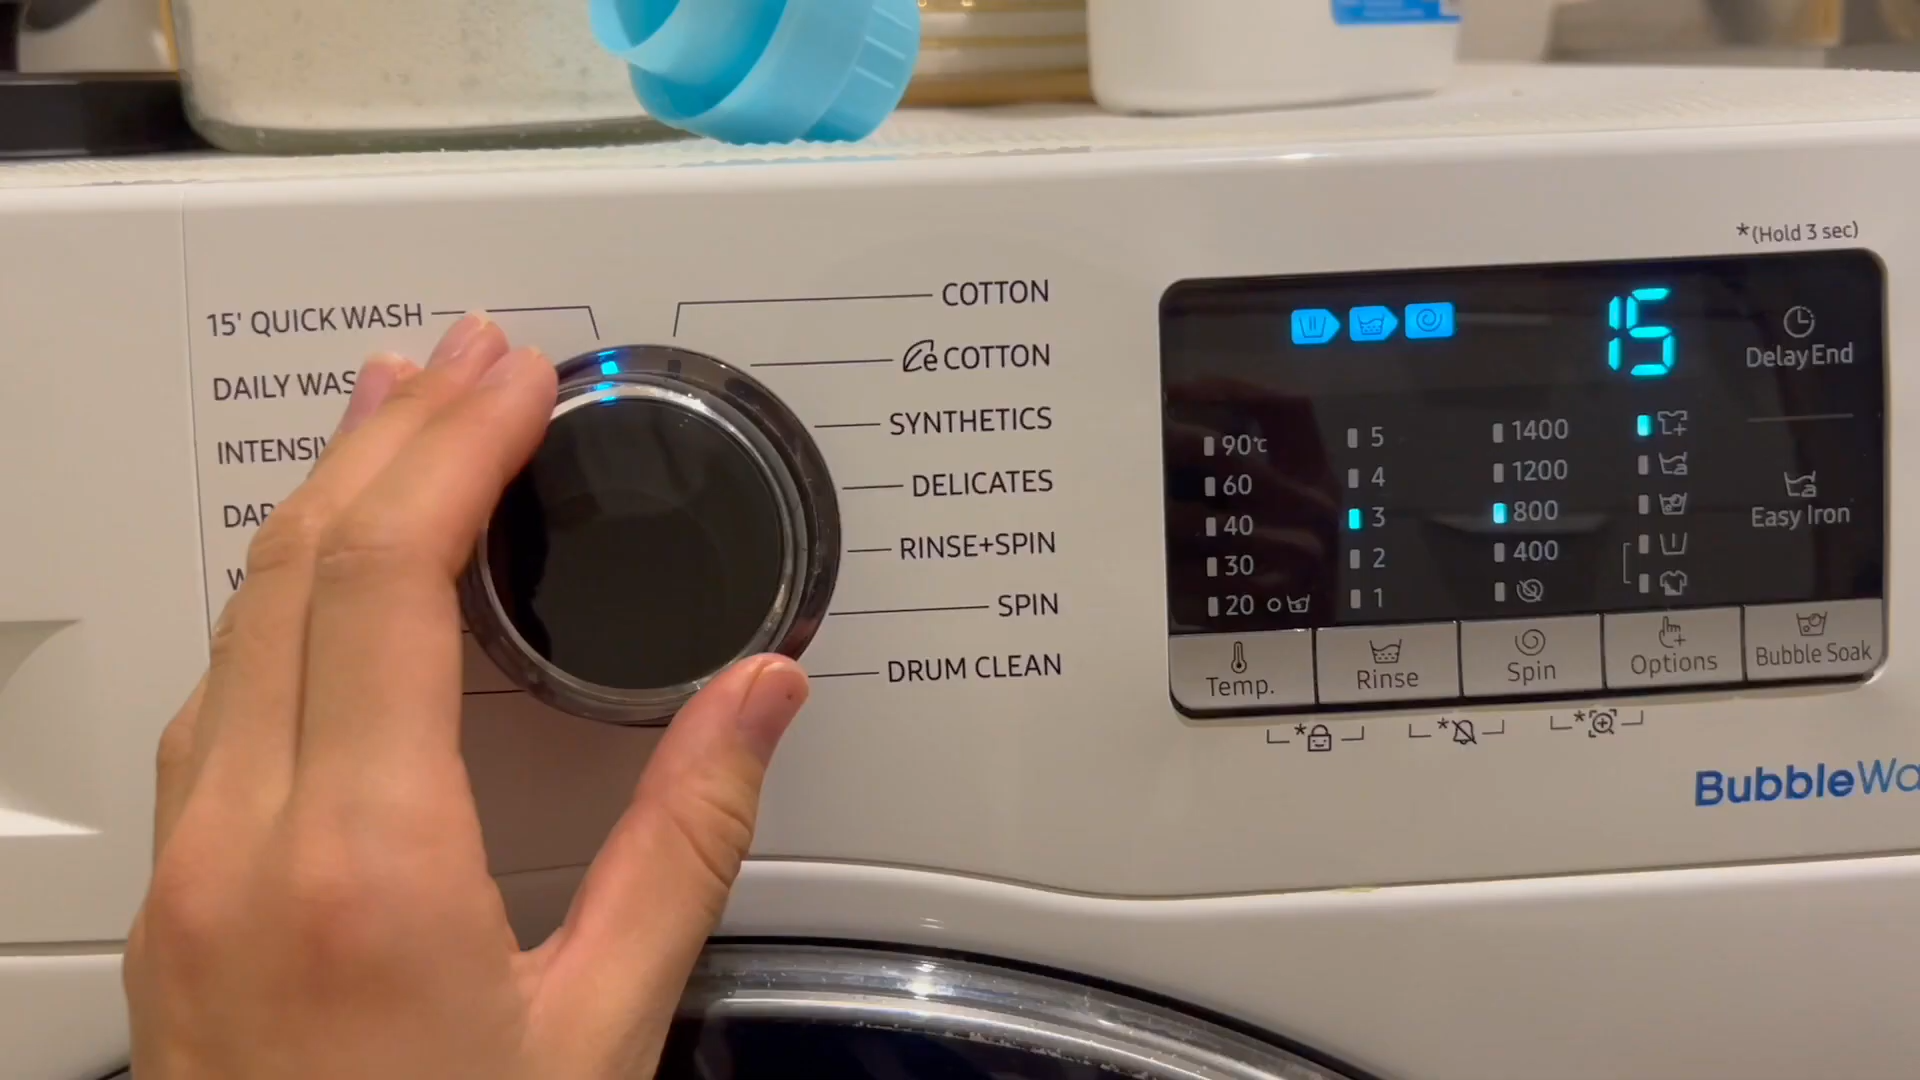 *(Hold 3 sec)
15' QUICK WASH
DAILY WAS
INTENSI
DAR
W
COTTON
e COTTON
SYNTHETICS
DELICATES
RINSE+SPIN
SPIN
DRUM CLEAN
15
Delay End
90℃ 5 1400
60 4 1200
40 3 800
30 2 400
20 1
Easy Iron
Temp. Rinse Spin Options Bubble Soak
* * *
BubbleWa